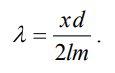 λ = xd / 2lm .